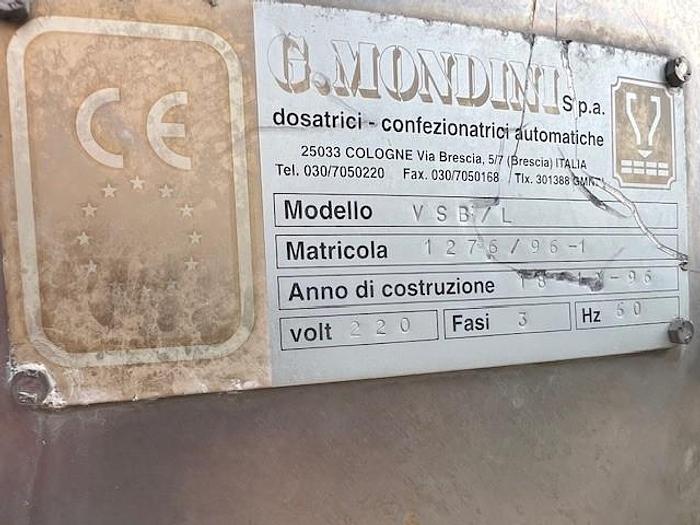 CE
G.MONDINI S.p.a.
dosatrici - confezionatrici automatiche
25033 COLOGNE Via Brescia, 5/7 (Brescia) ITALIA
Tel. 030/7050220 Fax. 030/7050168 Tlx. 301388
Modello VSB/L
Matricola 1276/96-1
Anno di costruzione
volt 220 Fasi 3 Hz 60